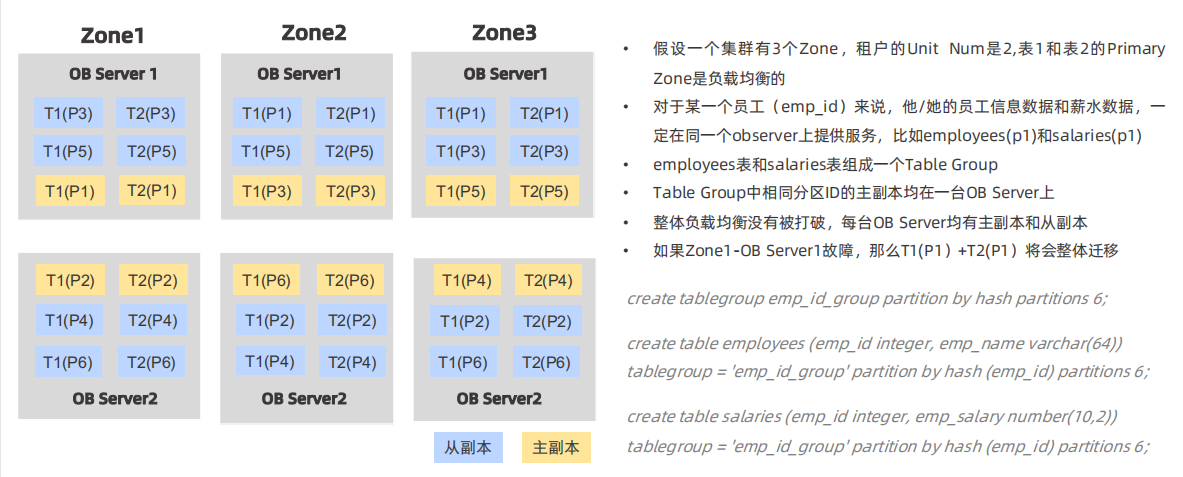 Zone1
Zone2
Zone3
OB Server 1
OB Server1
OB Server1
T1(P3) T2(P3)
T1(P5) T2(P5)
T1(P1) T2(P1)
T1(P1) T2(P1)
T1(P5) T2(P5)
T1(P3) T2(P3)
T1(P1) T2(P1)
T1(P3) T2(P3)
T1(P5) T2(P5)
T1(P2) T2(P2)
T1(P4) T2(P4)
T1(P6) T2(P6)
OB Server2
T1(P6) T2(P6)
T1(P2) T2(P2)
T1(P4) T2(P4)
OB Server2
T1(P4) T2(P4)
T1(P2) T2(P2)
T1(P6) T2(P6)
OB Server2
从副本
主副本
• 假设一个集群有3个Zone，租户的Unit Num是2,表1和表2的Primary
Zone是负载均衡的
• 对于某一个员工（emp_id）来说，他/她的员工信息数据和薪水数据，一
定在同一个observer上提供服务，比如employees(p1)和salaries(p1)
• employees表和salaries表组成一个Table Group
• Table Group中相同分区ID的主副本均在一台OB Server上
• 整体负载均衡没有被打破，每台OB Server均有主副本和从副本
• 如果Zone1-OB Server1故障，那么T1(P1）+T2(P1）将会整体迁移
create tablegroup emp_id_group partition by hash partitions 6;
create table employees (emp_id integer, emp_name varchar(64))
tablegroup = 'emp_id_group' partition by hash (emp_id) partitions 6;
create table salaries (emp_id integer, emp_salary number(10,2))
tablegroup = 'emp_id_group' partition by hash (emp_id) partitions 6;